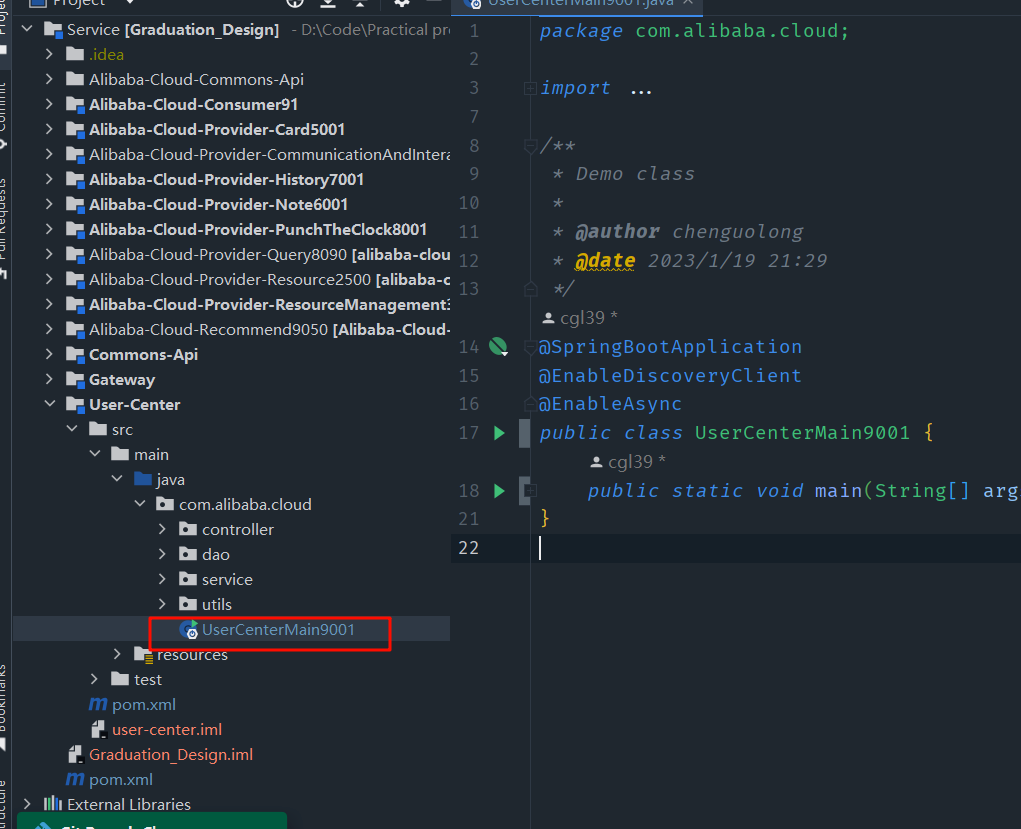 Project
UserCenterMain9001.java
Service [Graduation_Design] - D:\Code\Practical pro
.idea
Alibaba-Cloud-Commons-Api
Alibaba-Cloud-Consumer91
Alibaba-Cloud-Provider-Card5001
Alibaba-Cloud-Provider-CommunicationAndIntera
Alibaba-Cloud-Provider-History7001
Alibaba-Cloud-Provider-Note6001
Alibaba-Cloud-Provider-PunchTheClock8001
Alibaba-Cloud-Provider-Query8090 [alibaba-clou
Alibaba-Cloud-Provider-Resource2500 [alibaba-c
Alibaba-Cloud-Provider-ResourceManagement3
Alibaba-Cloud-Recommend9050 [Alibaba-Cloud-
Commons-Api
Gateway
User-Center
src
main
java
com.alibaba.cloud
controller
dao
service
utils
UserCenterMain9001
resources
test
pom.xml
user-center.iml
Graduation_Design.iml
pom.xml
External Libraries
1 package com.alibaba.cloud;
2
3 import ...
7
8 /**
9 * Demo class
10 *
11 * @author chenguolong
12 * @date 2023/1/19 21:29
13 */
cgl39 *
14 @SpringBootApplication
15 @EnableDiscoveryClient
16 @EnableAsync
17 public class UserCenterMain9001 {
cgl39 *
18 public static void main(String[] arg
21 }
22
Commit
Pull Requests
Bookmarks